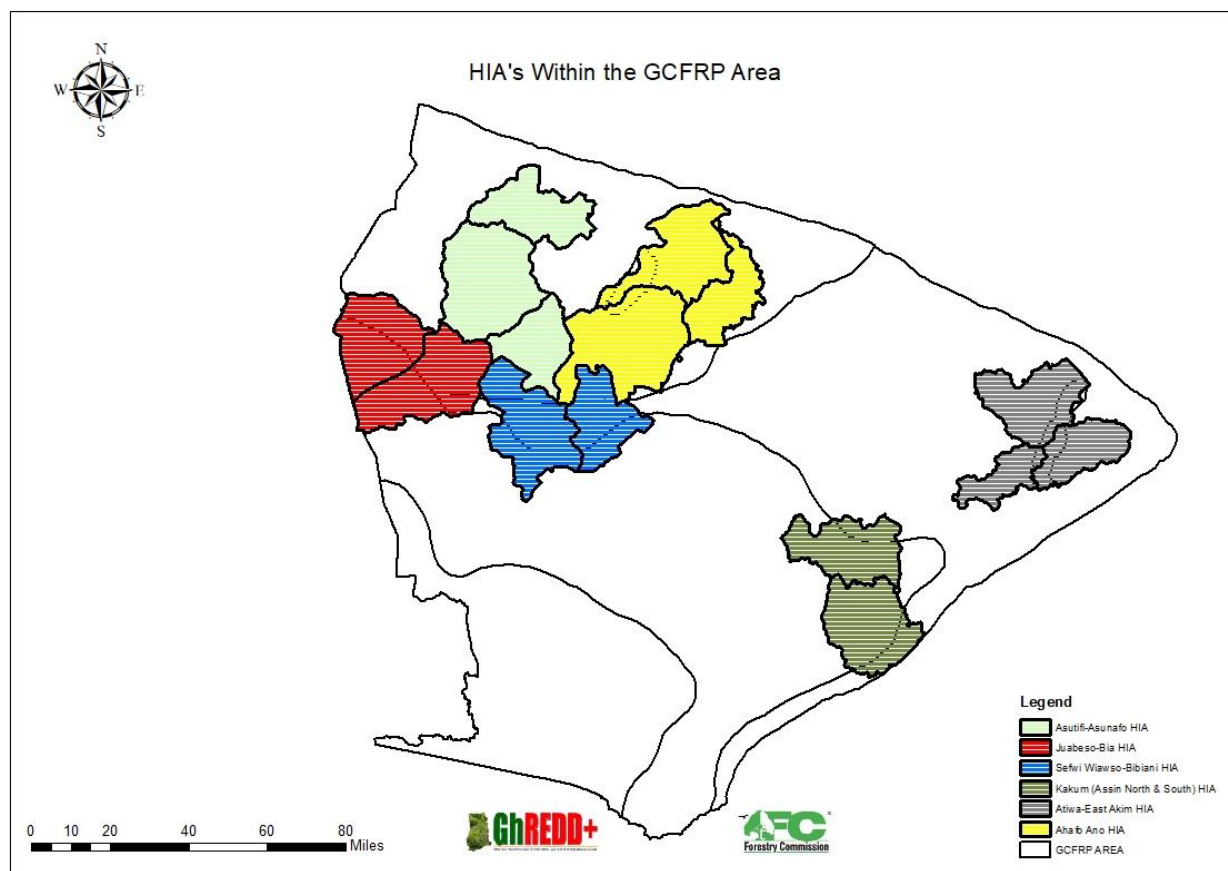 N
W E
S
HIA's Within the GCFRP Area
Legend
Asutifi-Asunafo HIA
Juabeso-Bia HIA
Sefwi Wiawso-Bibiani HIA
Kakum (Assin North & South) HIA
Atiwa-East Akim HIA
Ahafo Ano HIA
GCFRP AREA
0 10 20 40 60 80
Miles
GhREDD+
FC
Forestry Commission